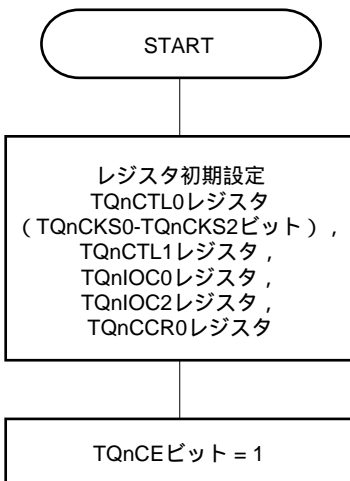 START
レジスタ初期設定
TQnCTL0レジスタ
（TQnCKS0-TQnCKS2ビット），
TQnCTL1レジスタ，
TQnIOC0レジスタ，
TQnIOC2レジスタ，
TQnCCR0レジスタ
TQnCEビット = 1